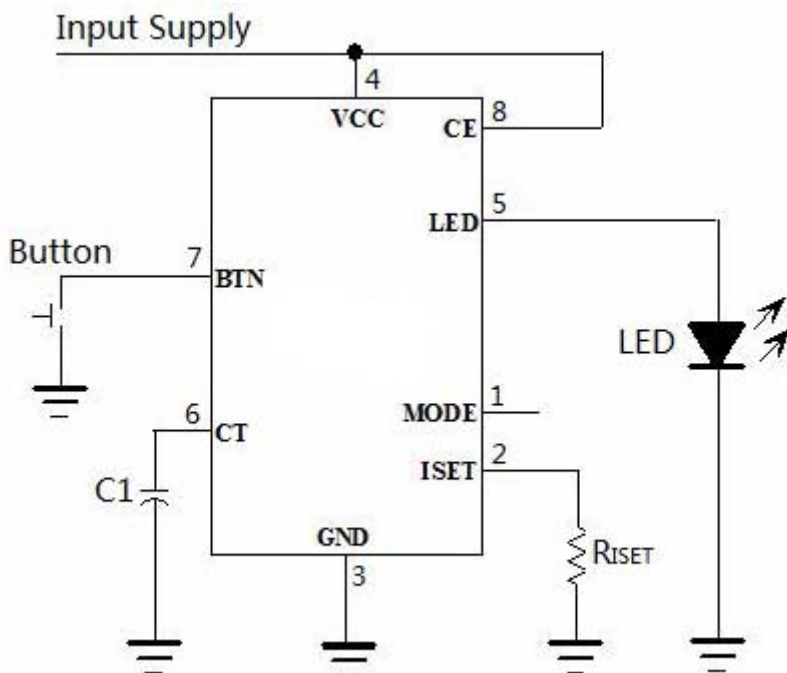 Input Supply
4
VCC
8
CE
5
LED
Button
7
BTN
LED
1
MODE
6
CT
2
ISET
C1
GND
RISET
3